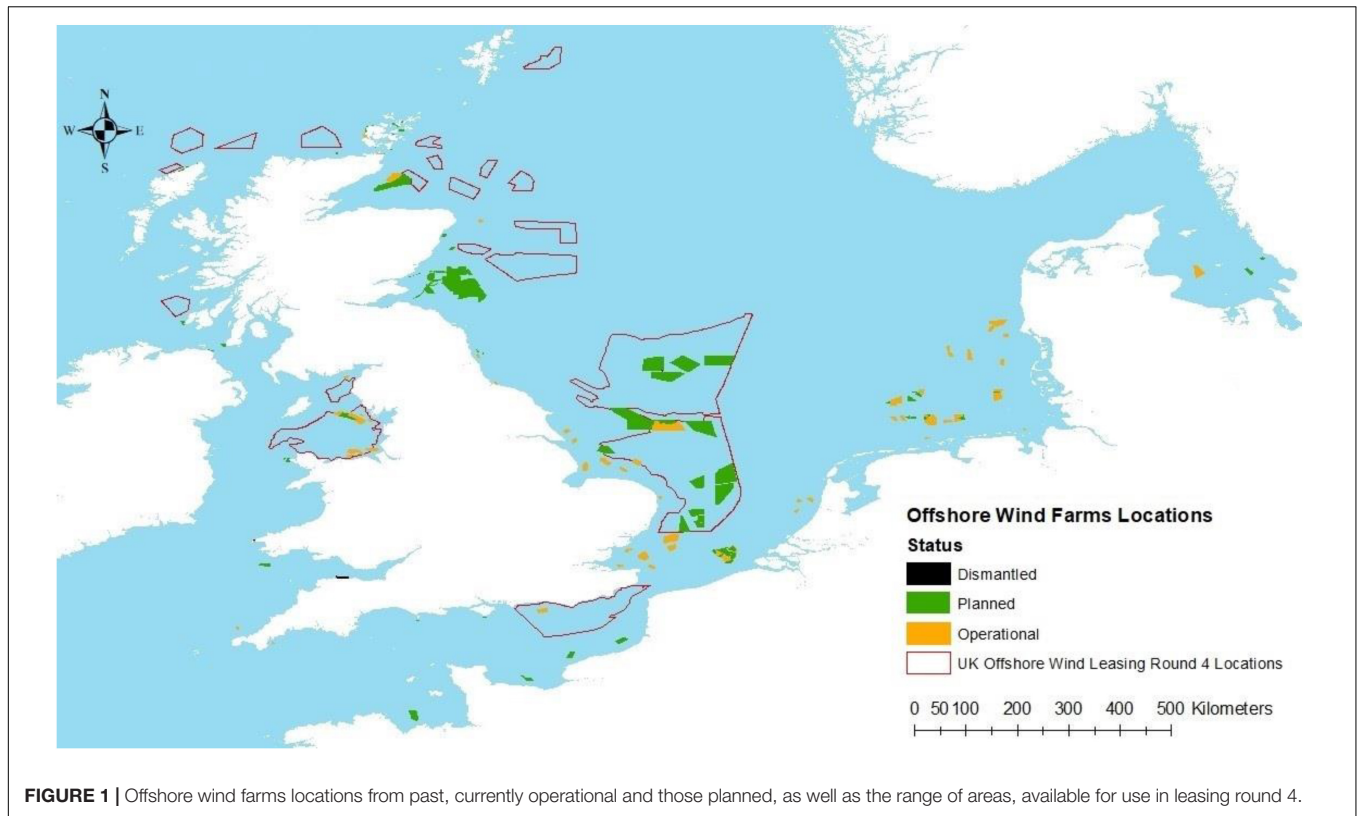 N
W E
S
Offshore Wind Farms Locations
Status
Dismantled
Planned
Operational
UK Offshore Wind Leasing Round 4 Locations
0 50 100 200 300 400 500 Kilometers
FIGURE 1 | Offshore wind farms locations from past, currently operational and those planned, as well as the range of areas, available for use in leasing round 4.